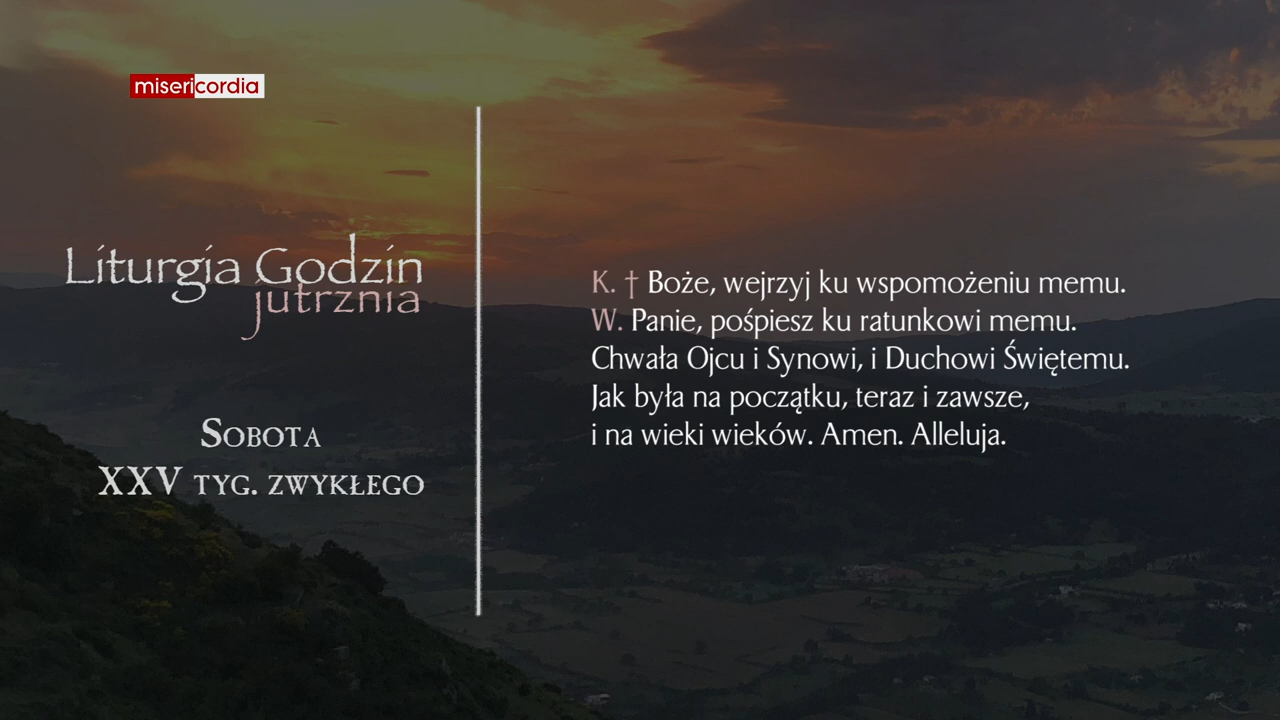 misericordia
Liturgia Godzin
jutrznia
Sobota
XXV tyg. zwykłego
K. † Boże, wejrzyj ku wspomożeniu memu.
W. Panie, pośpiesz ku ratunkowi memu.
Chwała Ojcu i Synowi, i Duchowi Świętemu.
Jak była na początku, teraz i zawsze,
i na wieki wieków. Amen. Alleluja.